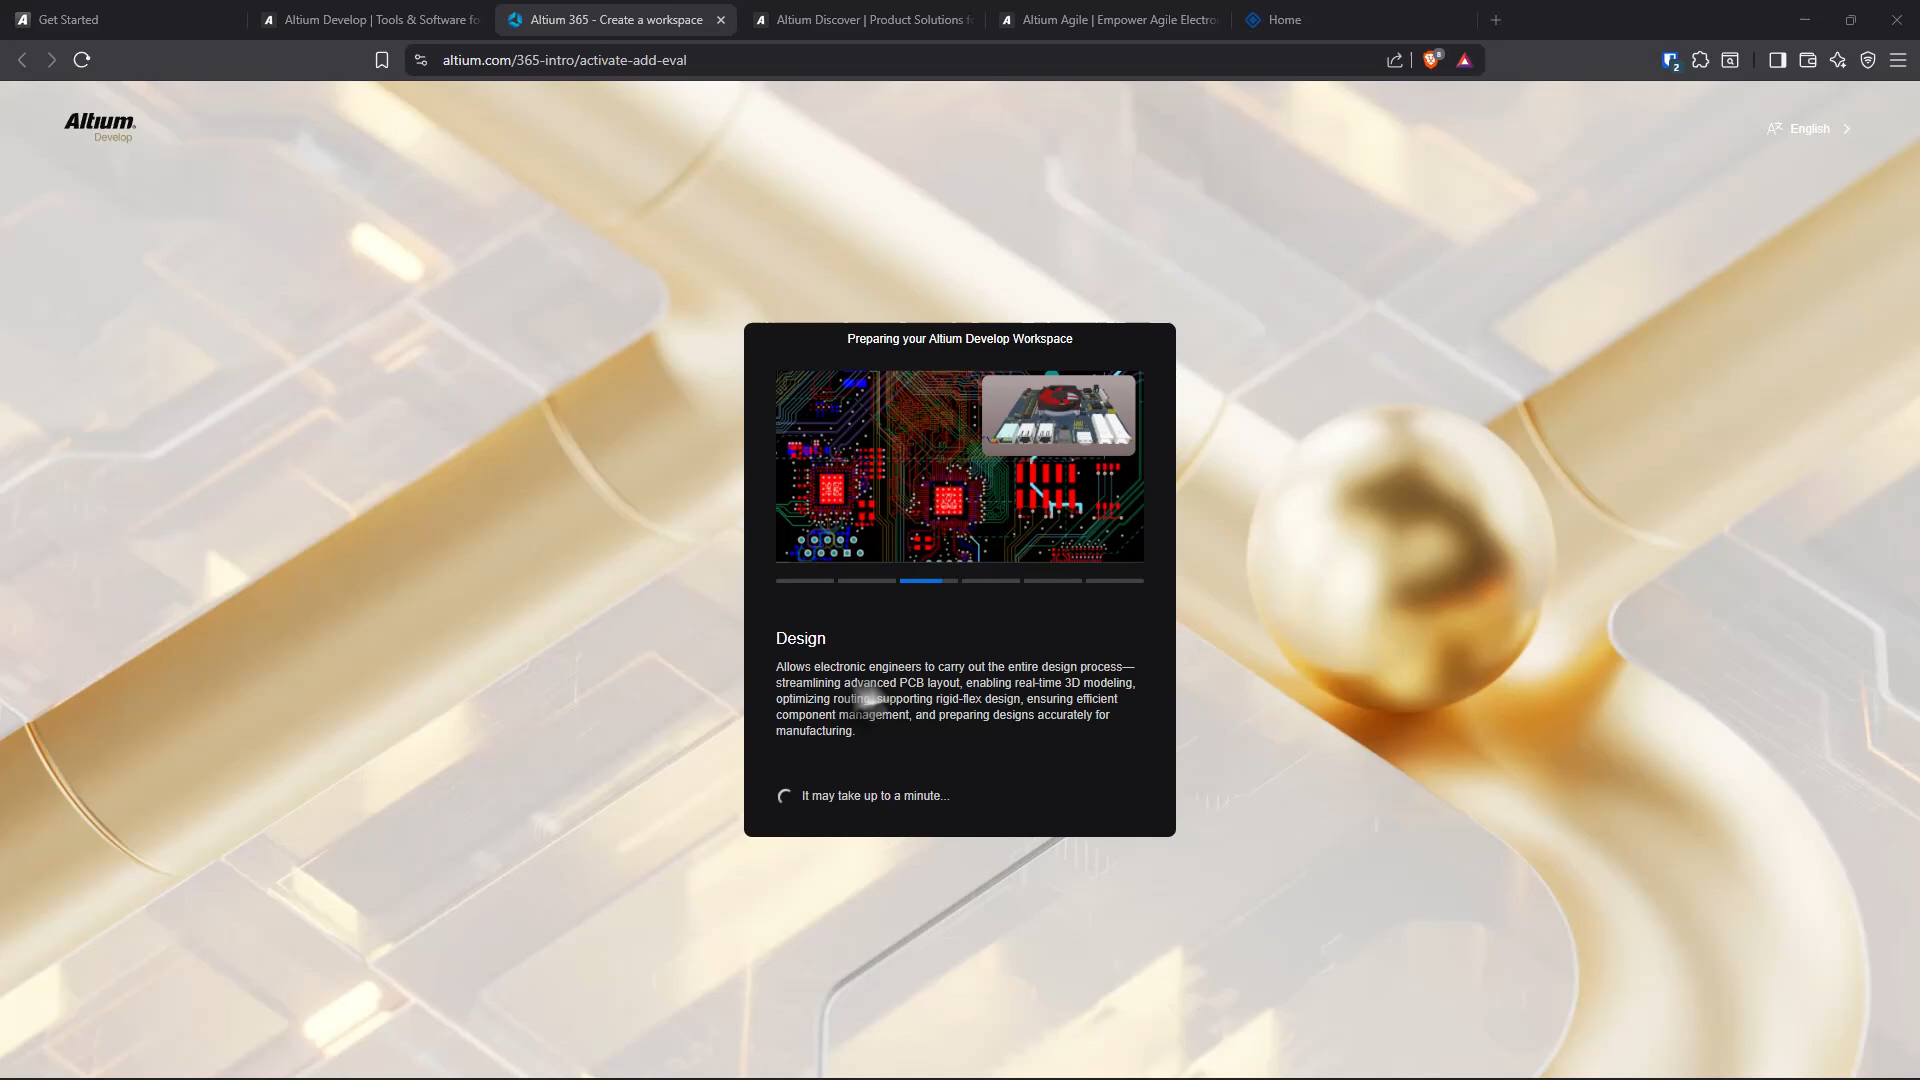 Get Started
Altium Develop | Tools & Software fo
Altium 365 - Create a workspace
Altium Discover | Product Solutions f
Altium Agile | Empower Agile Electro
Home
altium.com/365-intro/activate-add-eval
8
2
Altium
Develop
English
Preparing your Altium Develop Workspace
Design
Allows electronic engineers to carry out the entire design process—
streamlining advanced PCB layout, enabling real-time 3D modeling,
optimizing routing, supporting rigid-flex design, ensuring efficient
component management, and preparing designs accurately for
manufacturing.
It may take up to a minute...